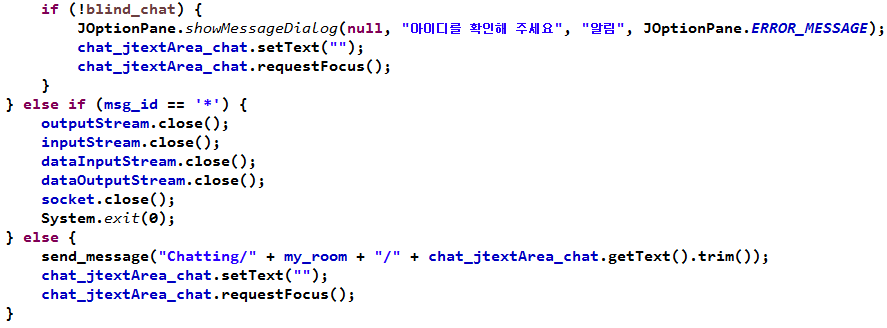 if (!blind_chat) {
JOptionPane.showMessageDialog(null, "아이디를 확인해 주세요", "알림", JOptionPane.ERROR_MESSAGE);
chat_jtextArea_chat.setText("");
chat_jtextArea_chat.requestFocus();
}
} else if (msg_id == '*') {
outputStream.close();
inputStream.close();
dataInputStream.close();
dataOutputStream.close();
socket.close();
System.exit(0);
} else {
send_message("Chatting/" + my_room + "/" + chat_jtextArea_chat.getText().trim());
chat_jtextArea_chat.setText("");
chat_jtextArea_chat.requestFocus();
}